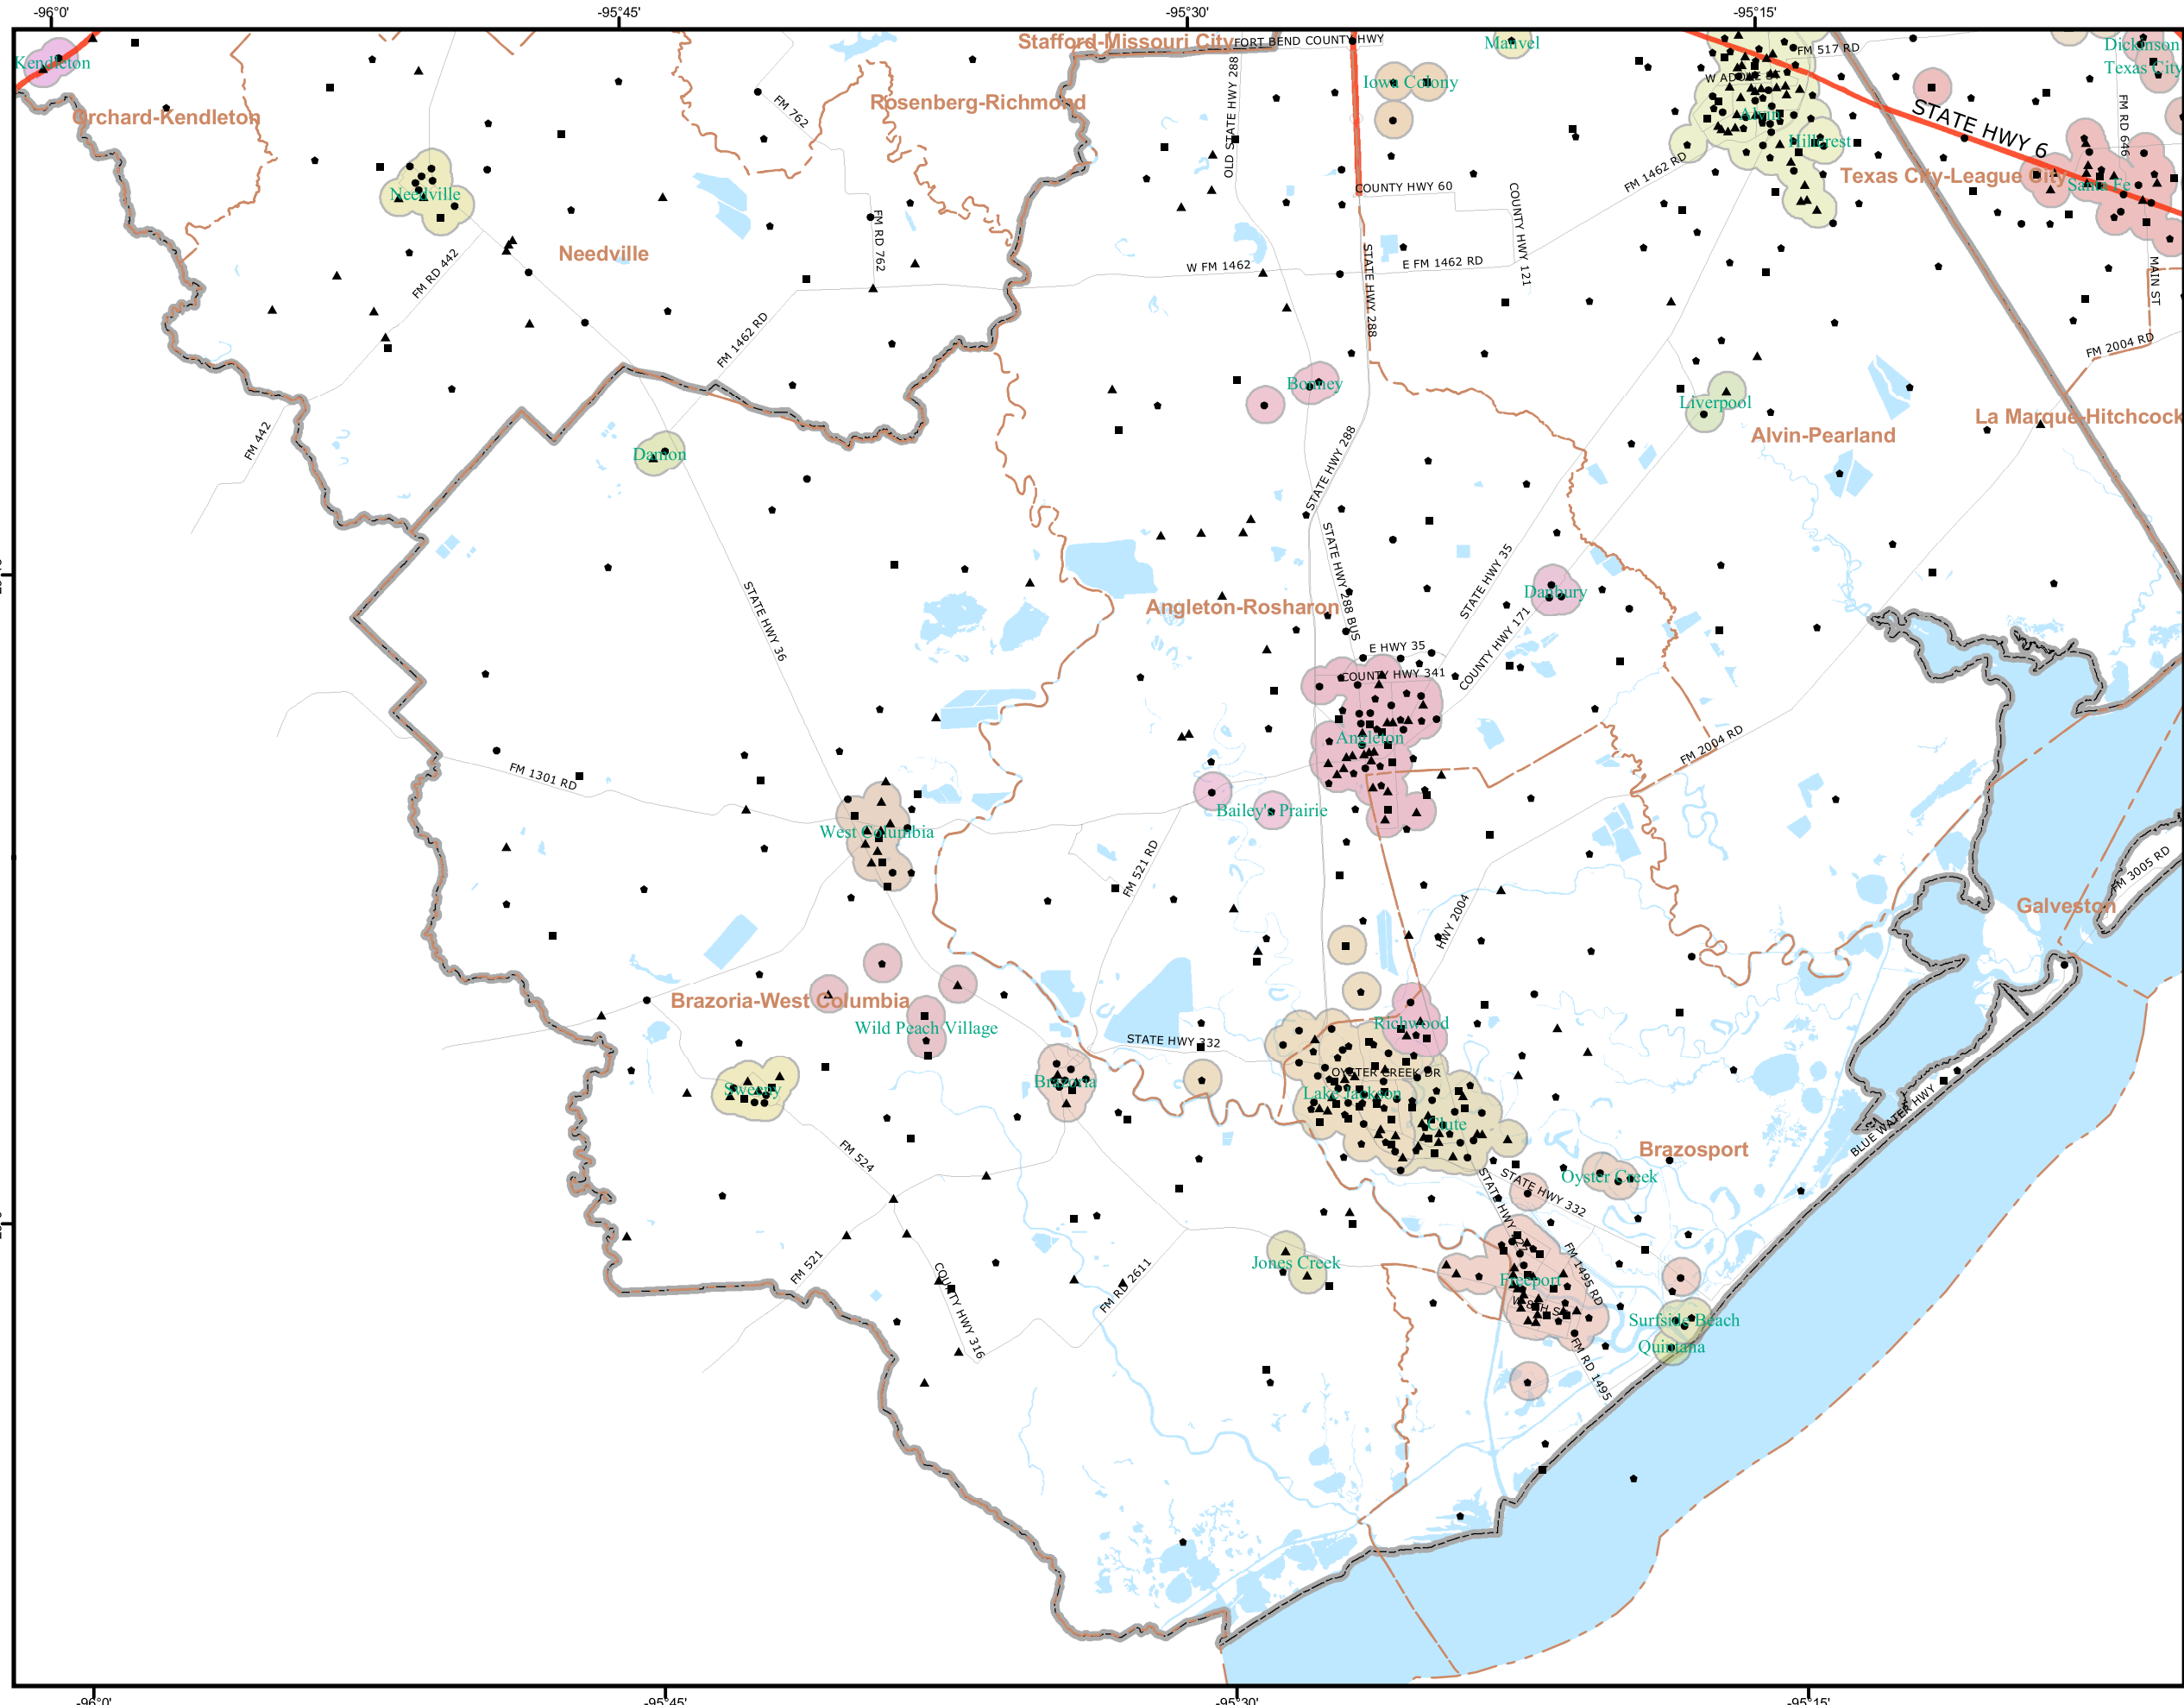 -96°0'
-95°45'
-95°30'
-95°15'
Kendleton
Orchard-Kendleton
Stafford-Missouri City
FORT BEND COUNTY HWY
Manvel
FM 517 RD
Dickinson
Texas City
Iowa Colony
Rosenberg-Richmond
FM 762
OLD STATE HWY 288
Alvin
Hillcrest
STATE HWY 6
FM RD 646
Texas City-League City
Santa Fe
Needville
COUNTY HWY 60
COUNTY HWY 121
FM 1462 RD
FM RD 762
Needville
FM RD 442
W FM 1462
E FM 1462 RD
STATE HWY 288
MAIN ST
FM 2004 RD
FM 1462 RD
Bonney
Liverpool
La Marque-Hitchcock
Alvin-Pearland
FM 442
Damon
STATE HWY 288
STATE HWY 288 BUS
STATE HWY 35
Danbury
Angleton-Rosharon
STATE HWY 36
COUNTY HWY 171
E HWY 35
COUNTY HWY 341
Angleton
FM 2004 RD
FM 1301 RD
Bailey's Prairie
West Columbia
FM 521 RD
FM 3005 RD
Galveston
HWY 2004
Brazoria-West Columbia
Wild Peach Village
Richwood
STATE HWY 332
OYSTER CREEK DR
Sweeny
Brazoria
Lake Jackson
Clute
BLUE WATER HWY
Brazosport
FM 524
Oyster Creek
STATE HWY 332
FM 521
COUNTY HWY 316
FM RD 2611
Jones Creek
Freeport
FM 1495 RD
Surfside Beach
Quintana
FM RD 1495
-96°0'
-95°45'
-95°30'
-95°15'